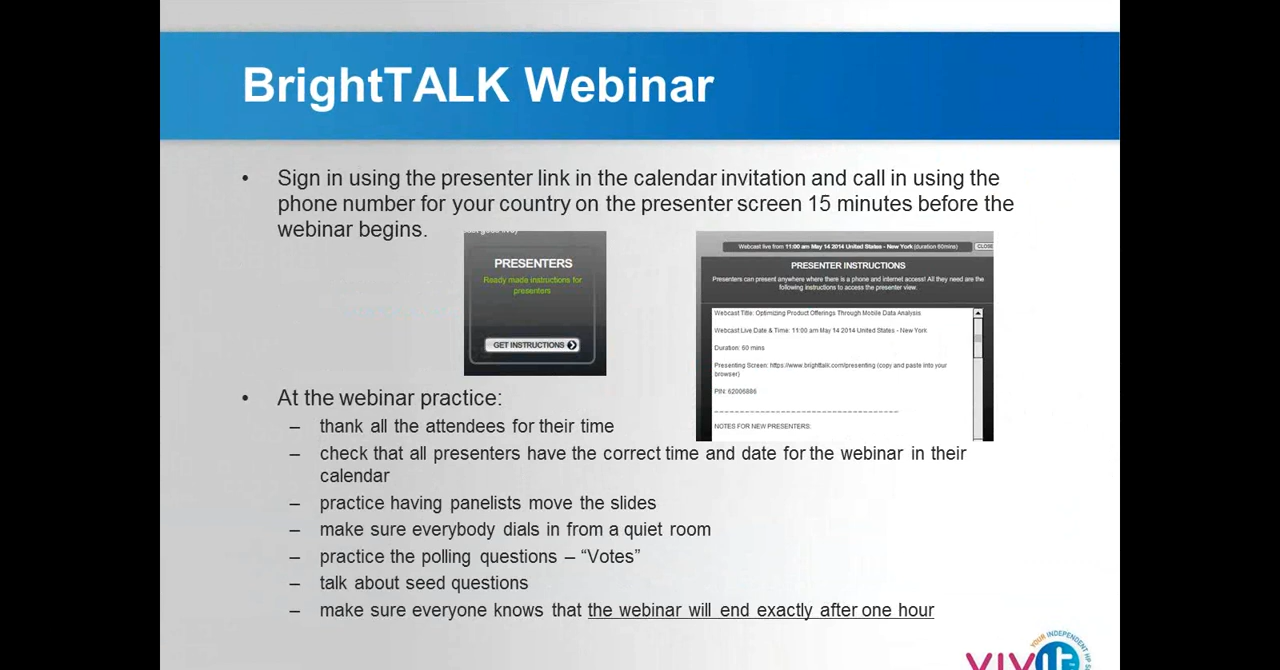 BrightTALK Webinar
• Sign in using the presenter link in the calendar invitation and call in using the
phone number for your country on the presenter screen 15 minutes before the
webinar begins.
PRESENTERS
Ready made instructions for
presenters
GET INSTRUCTIONS
Webcast live from 11:00 am May 14 2014 United States - New York (duration 60mins)
CLOSE
PRESENTER INSTRUCTIONS
Presenters can present anywhere where there is a phone and internet access! All they need are the
following instructions to access the presenter view.
Webcast Title: Optimizing Product Offerings Through Mobile Data Analysis
Webcast Live Date & Time: 11:00 am May 14 2014 United States - New York
Duration: 60 mins
Presenting Screen: https://www.brighttalk.com/presenting (copy and paste into your
browser)
PIN: 62006886
NOTES FOR NEW PRESENTERS:
• At the webinar practice:
– thank all the attendees for their time
– check that all presenters have the correct time and date for the webinar in their
calendar
– practice having panelists move the slides
– make sure everybody dials in from a quiet room
– practice the polling questions – “Votes”
– talk about seed questions
– make sure everyone knows that the webinar will end exactly after one hour
YOUR INDEPENDENT HP